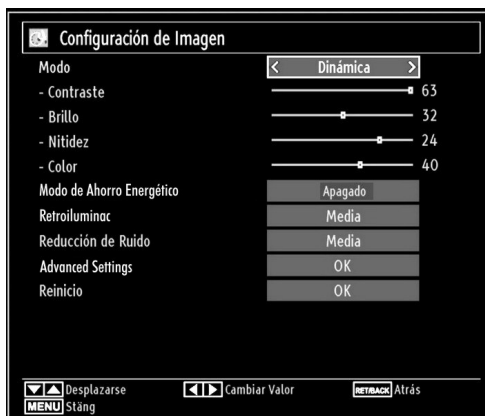 Configuración de Imagen
Modo < Dinámica >
- Contraste 63
- Brillo 32
- Nitidez 24
- Color 40
Modo de Ahorro Energético Apagado
Retroiluminac Media
Reducción de Ruido Media
Advanced Settings OK
Reinicio OK
Desplazarse Cambiar Valor RET/BACK Atrás
MENU Stäng